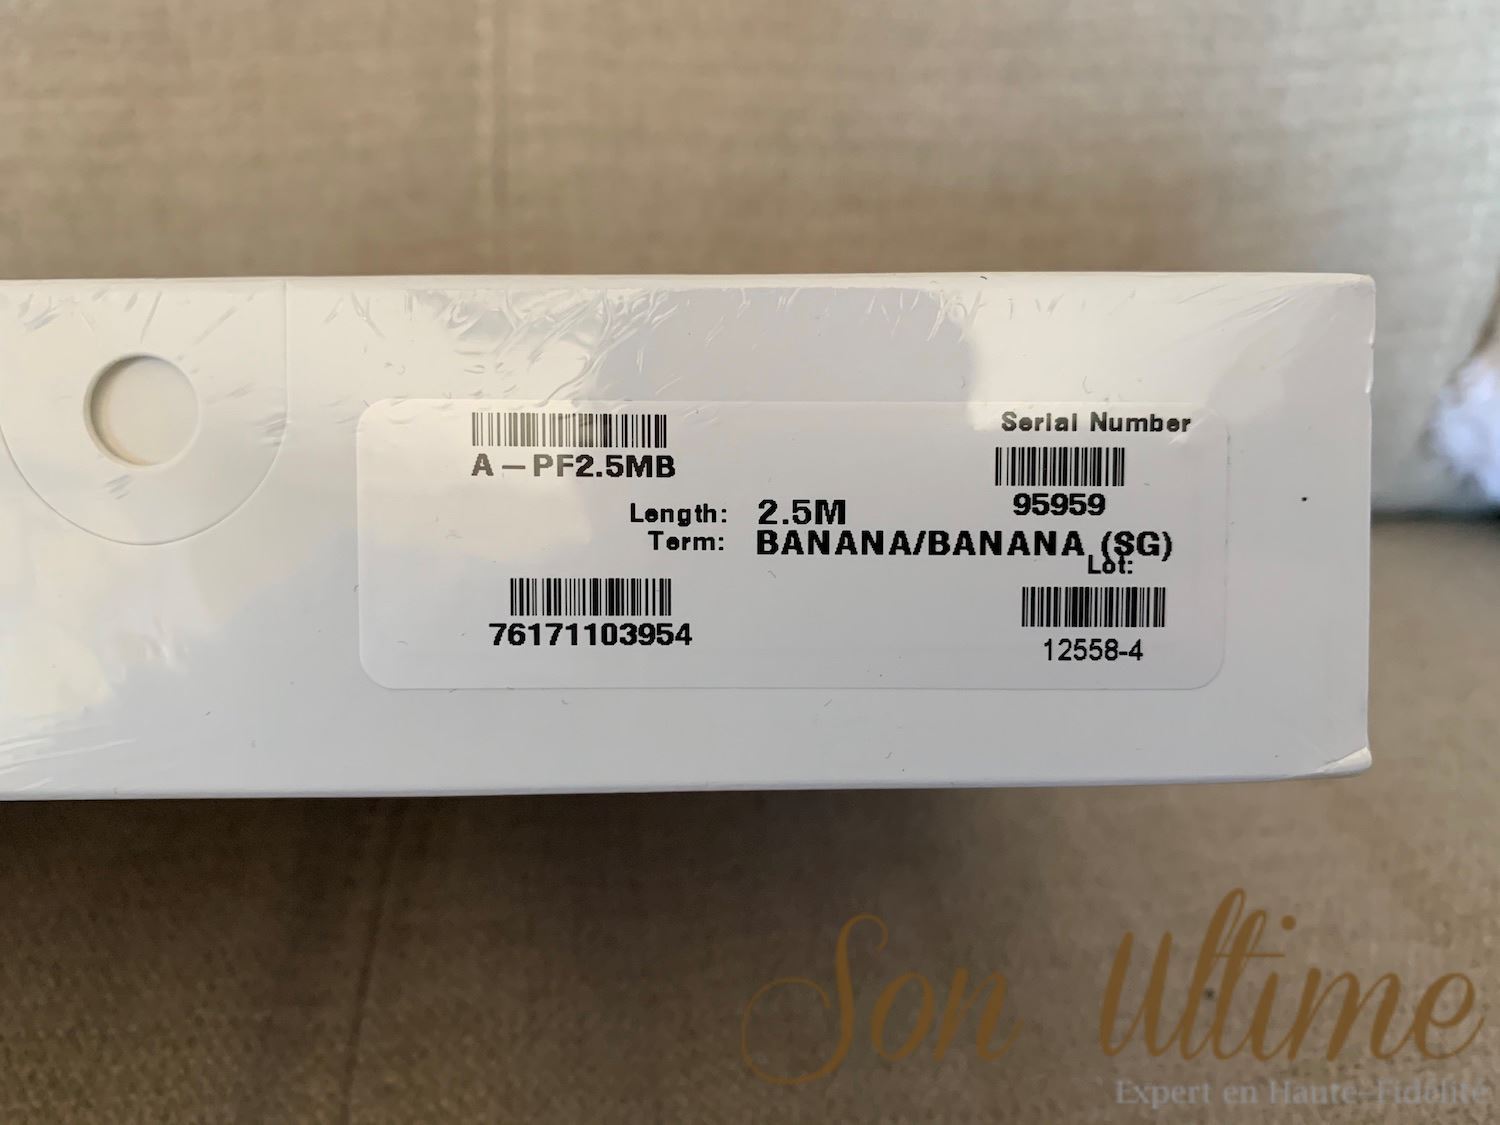 A-PF2.5MB
Serial Number
95959
Length: 2.5M
Term: BANANA/BANANA (SG)
Lot:
76171103954
12558-4
Son Ultime
Expert en Haute-Fidélité